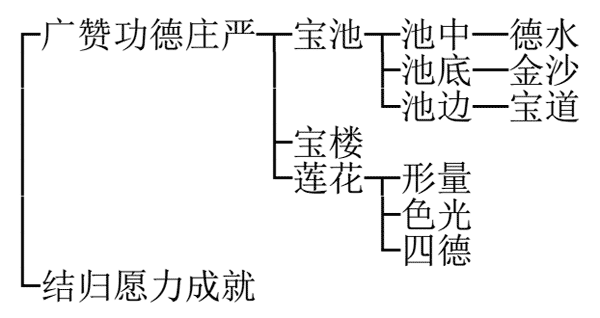 广赞功德庄严 宝池 池中 德水
池底 金沙
池边 宝道
宝楼
莲花 形量
色光
四德
结归愿力成就